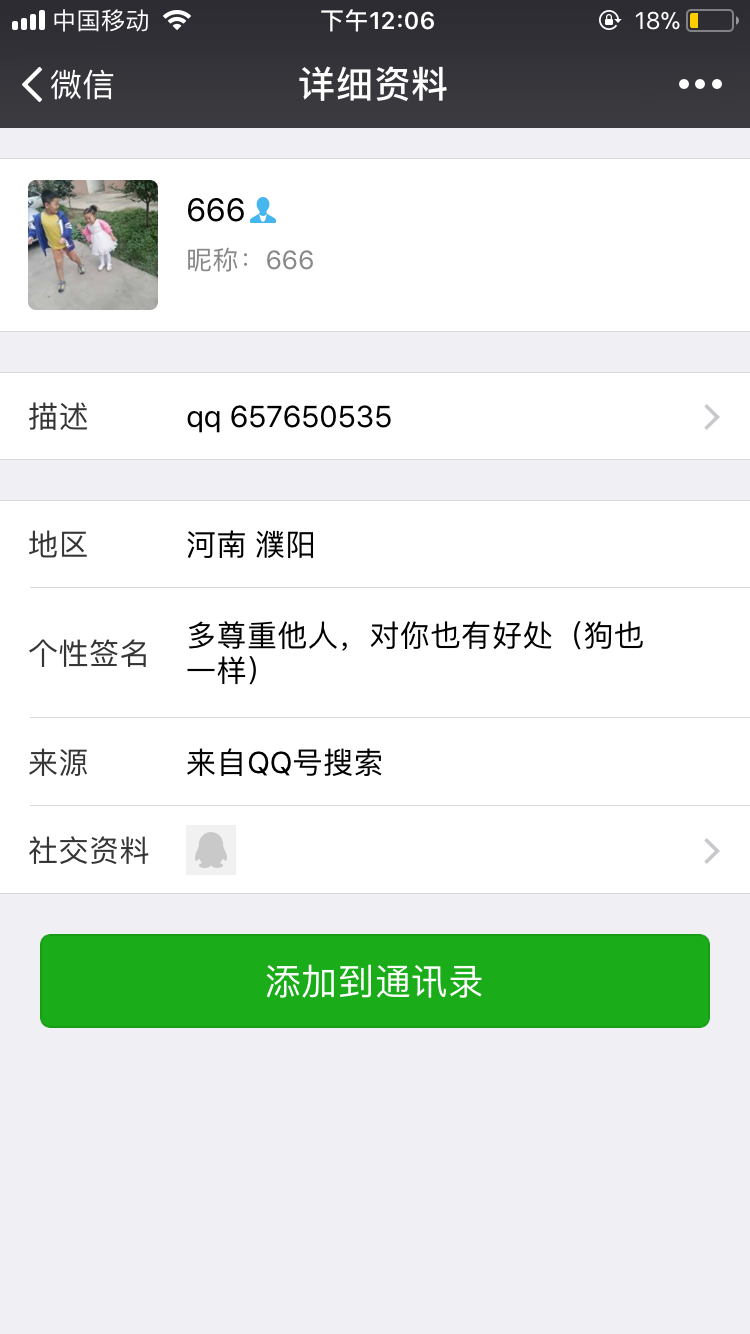 中国移动
下午12:06
18%
微信
详细资料
666
昵称：666
描述
qq 657650535
地区
河南 濮阳
个性签名
多尊重他人，对你也有好处（狗也
一样）
来源
来自QQ号搜索
社交资料
添加到通讯录